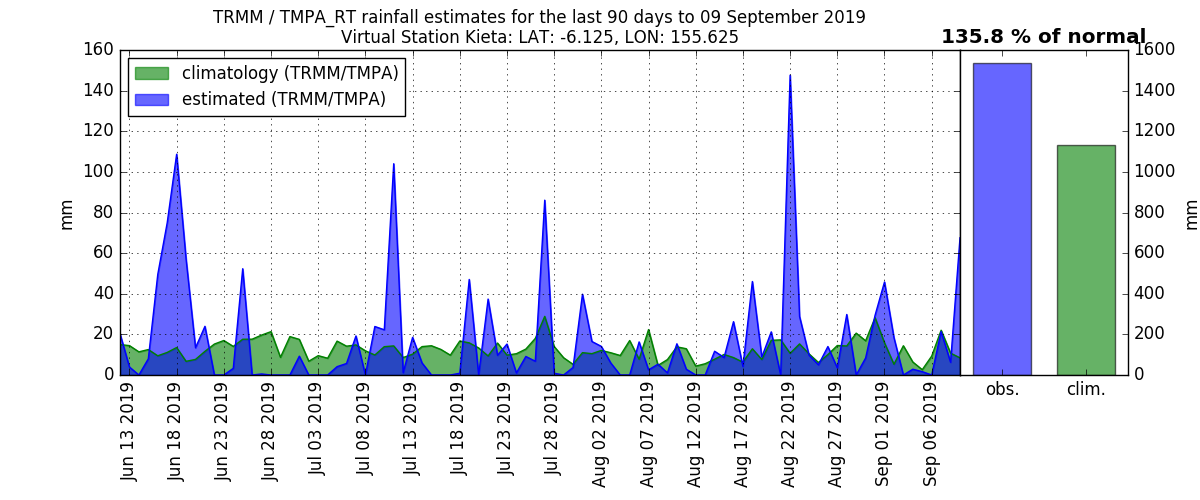 TRMM / TMPA_RT rainfall estimates for the last 90 days to 09 September 2019
Virtual Station Kieta: LAT: -6.125, LON: 155.625
135.8 % of normal
climatology (TRMM/TMPA)
estimated (TRMM/TMPA)
mm
160
140
120
100
80
60
40
20
0
Jun 13 2019
Jun 18 2019
Jun 23 2019
Jun 28 2019
Jul 03 2019
Jul 08 2019
Jul 13 2019
Jul 18 2019
Jul 23 2019
Jul 28 2019
Aug 02 2019
Aug 07 2019
Aug 12 2019
Aug 17 2019
Aug 22 2019
Aug 27 2019
Sep 01 2019
Sep 06 2019
obs.
clim.
1600
1400
1200
1000
800
600
400
200
0
mm